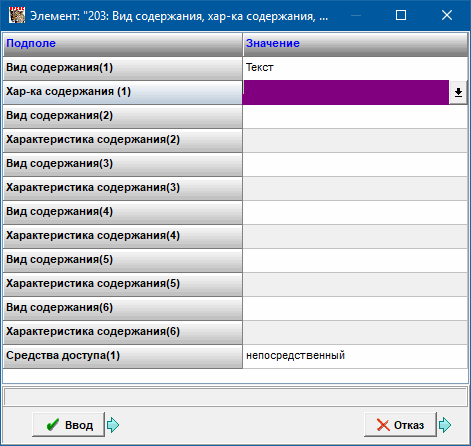 Элемент: "203: Вид содержания, хар-ка содержания, ...
Подполе Значение
Вид содержания(1) Текст
Хар-ка содержания (1)
Вид содержания(2)
Характеристика содержания(2)
Вид содержания(3)
Характеристика содержания(3)
Вид содержания(4)
Характеристика содержания(4)
Вид содержания(5)
Характеристика содержания(5)
Вид содержания(6)
Характеристика содержания(6)
Средства доступа(1) непосредственный
Ввод Отказ